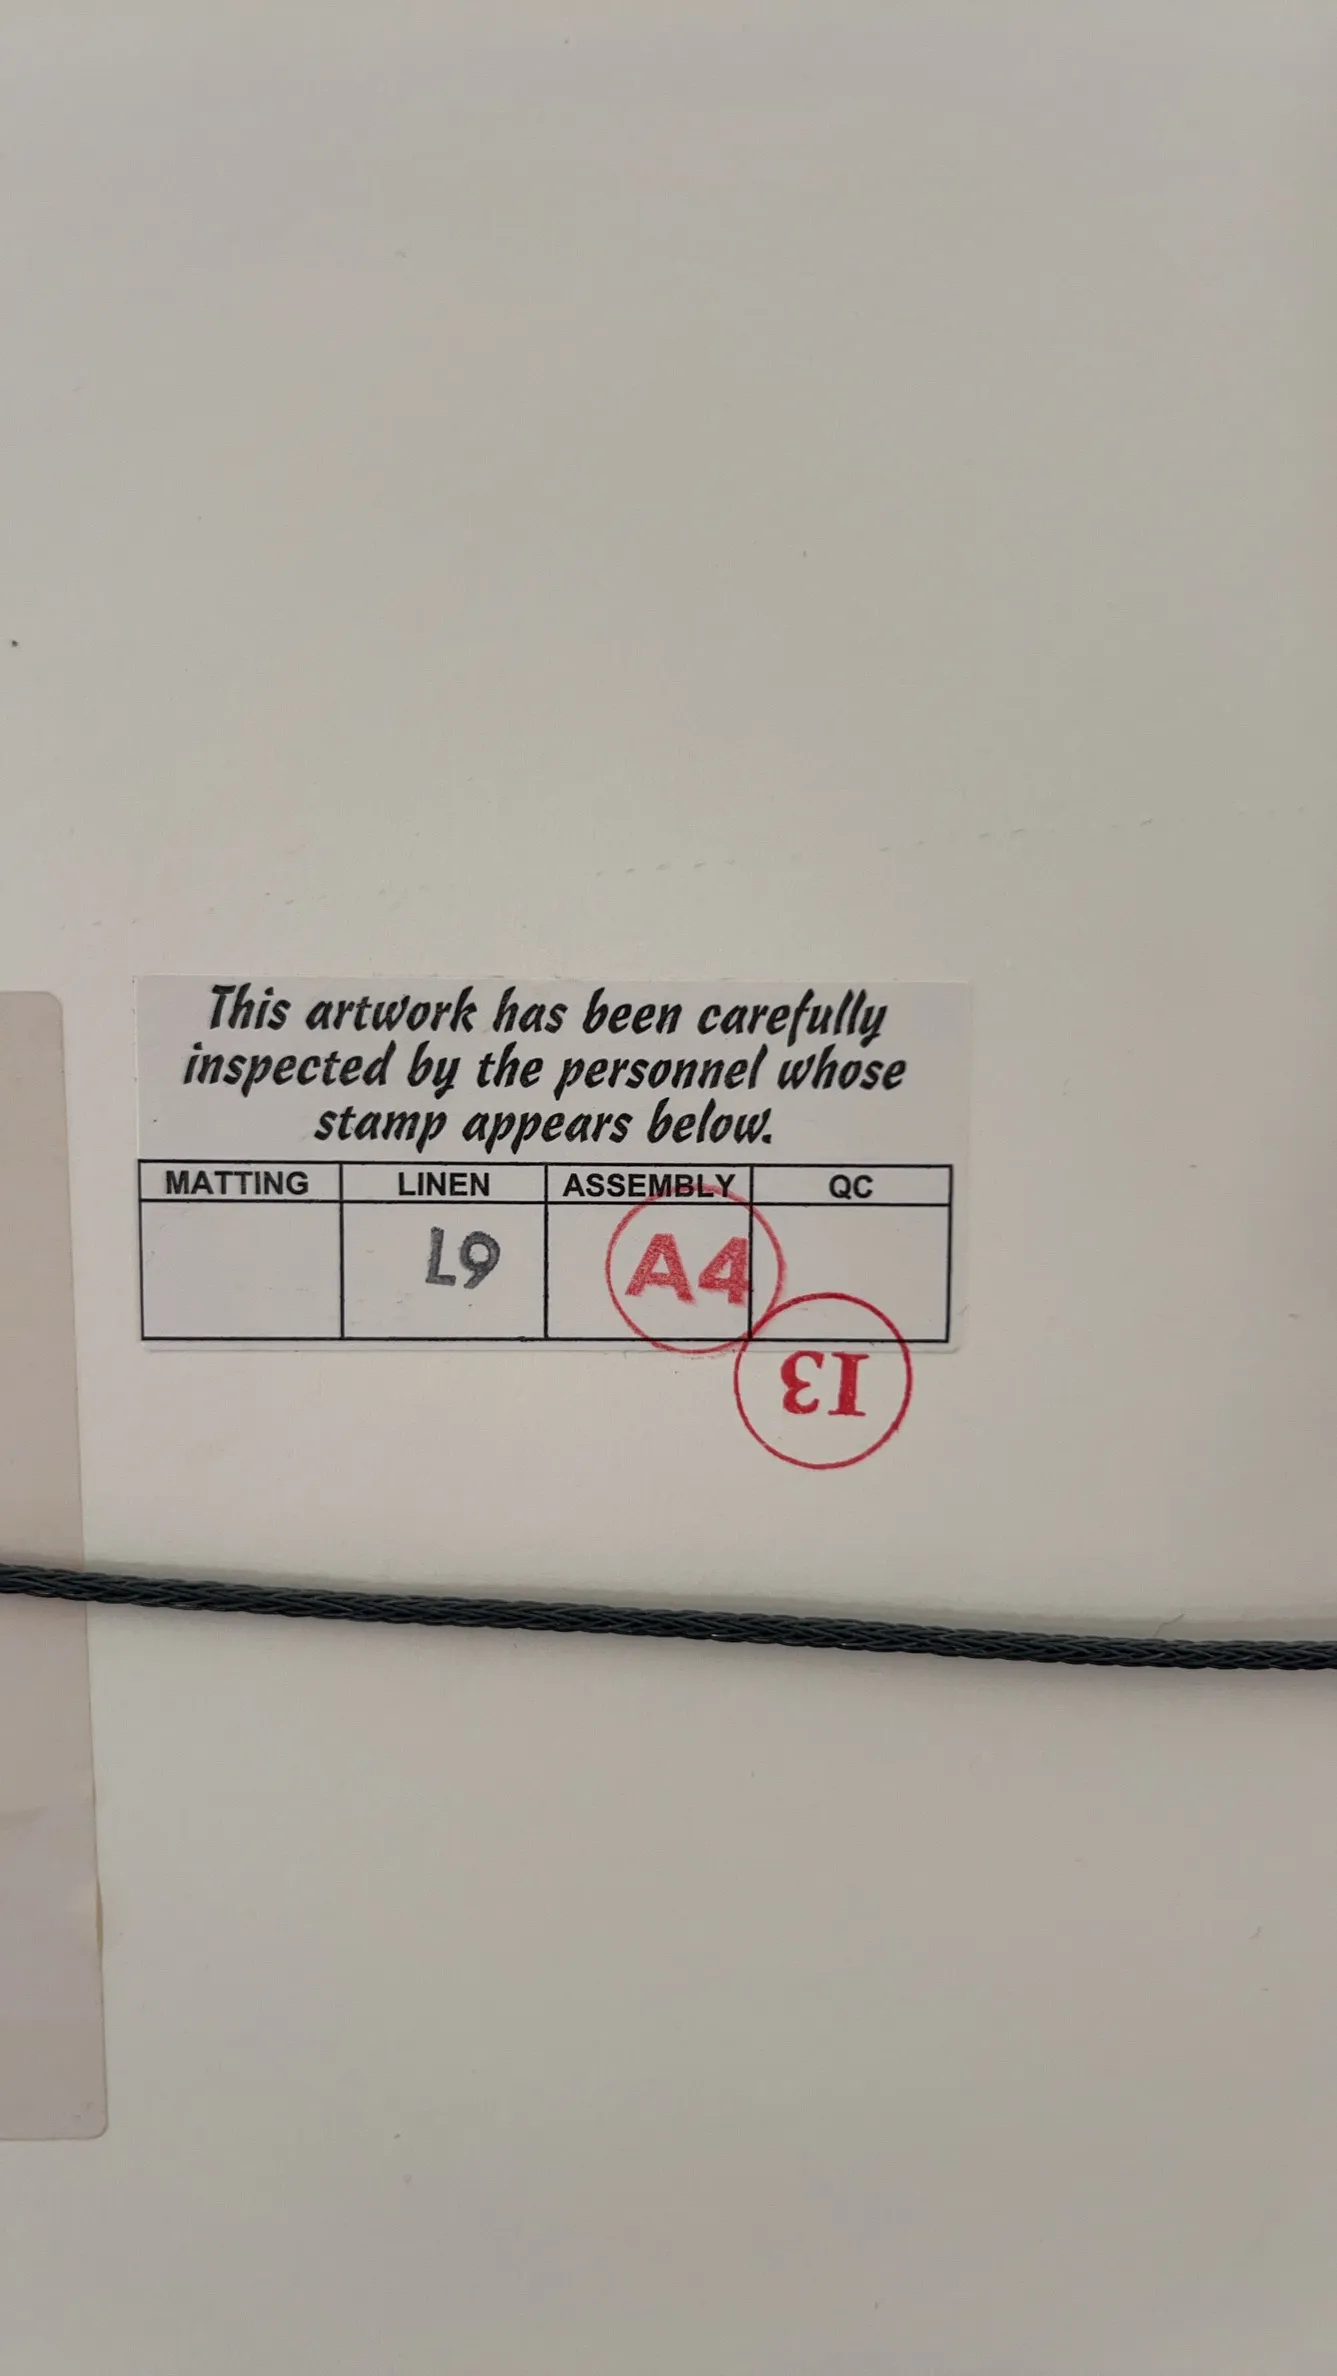 This artwork has been carefully
inspected by the personnel whose
stamp appears below.
MATTING LINEN ASSEMBLY QC
L9 A4
I3